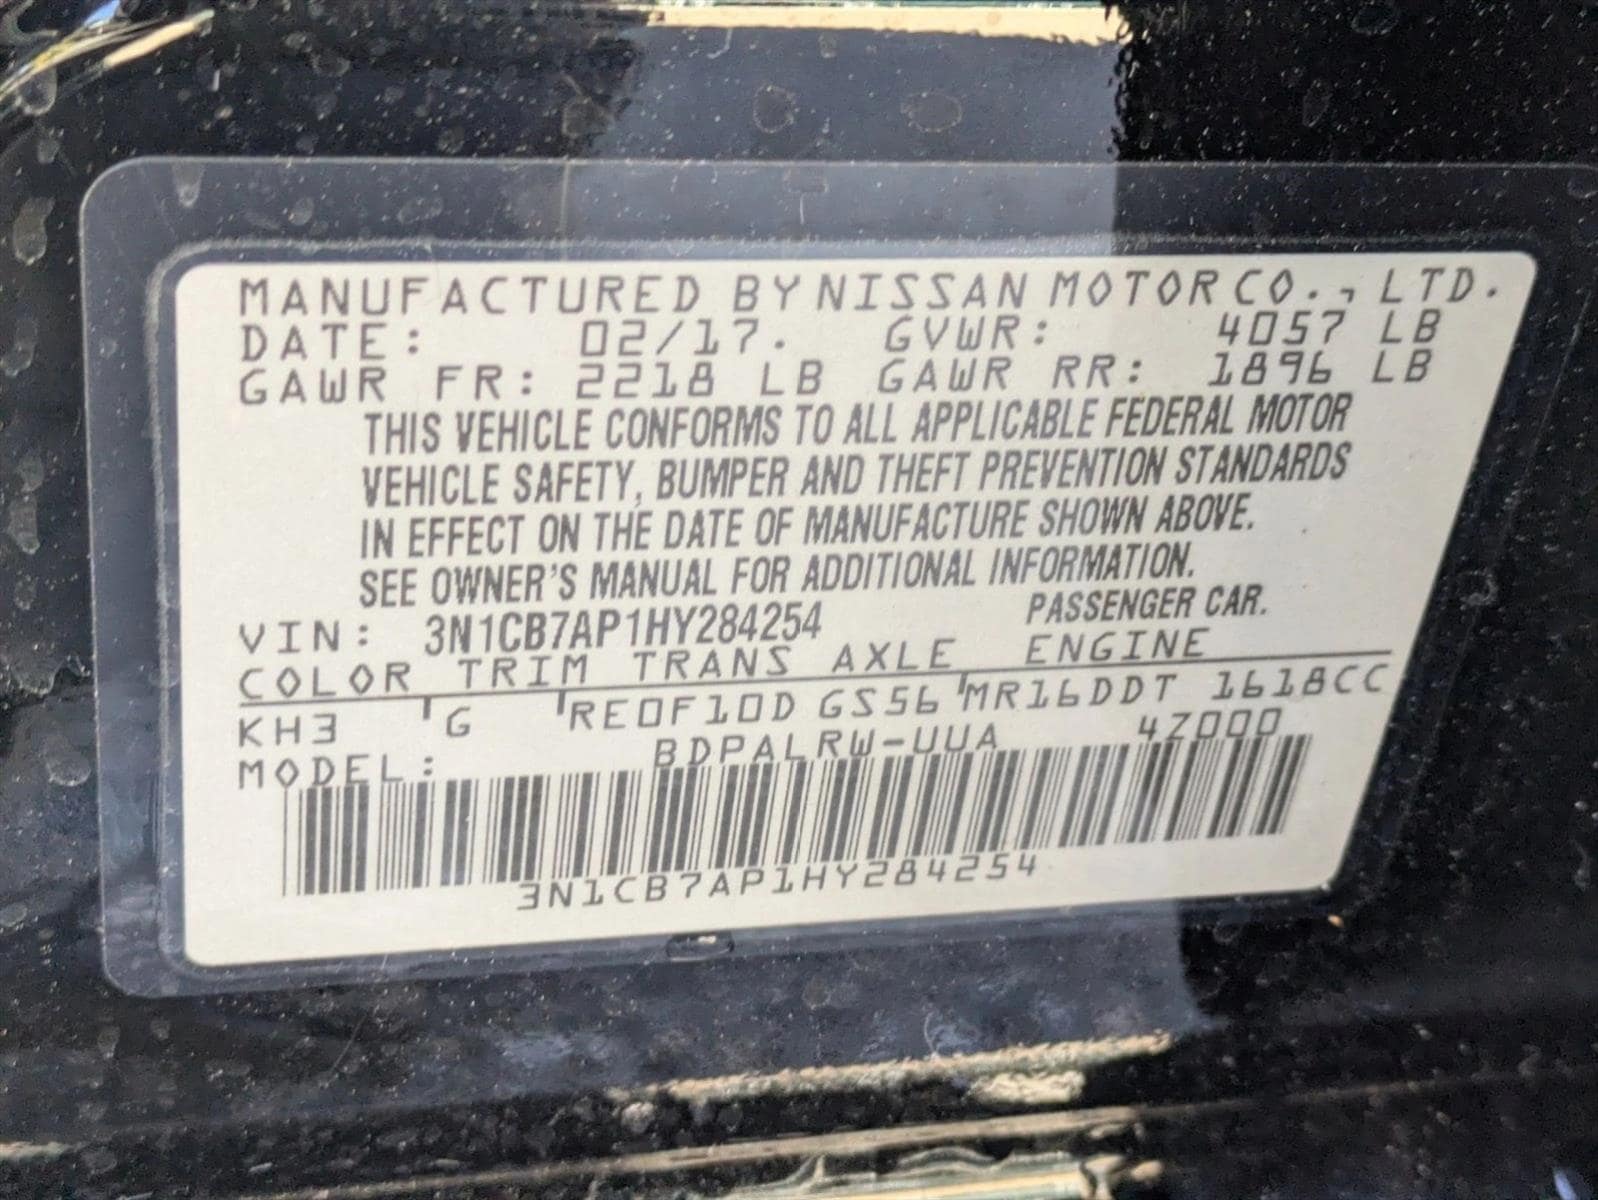 MANUFACTURED BY NISSAN MOTOR CO., LTD.
DATE: 02/17. GVWR: 4057 LB
GAWR FR: 2218 LB GAWR RR: 1896 LB
THIS VEHICLE CONFORMS TO ALL APPLICABLE FEDERAL MOTOR
VEHICLE SAFETY, BUMPER AND THEFT PREVENTION STANDARDS
IN EFFECT ON THE DATE OF MANUFACTURE SHOWN ABOVE.
SEE OWNER'S MANUAL FOR ADDITIONAL INFORMATION.
VIN: 3N1CB7AP1HY284254 PASSENGER CAR.
COLOR TRIM TRANS AXLE ENGINE
KH3 G RE0F10D GS56 MR16DDT 1618CC
MODEL: BDPALRW-UUA 4Z000
3N1CB7AP1HY284254